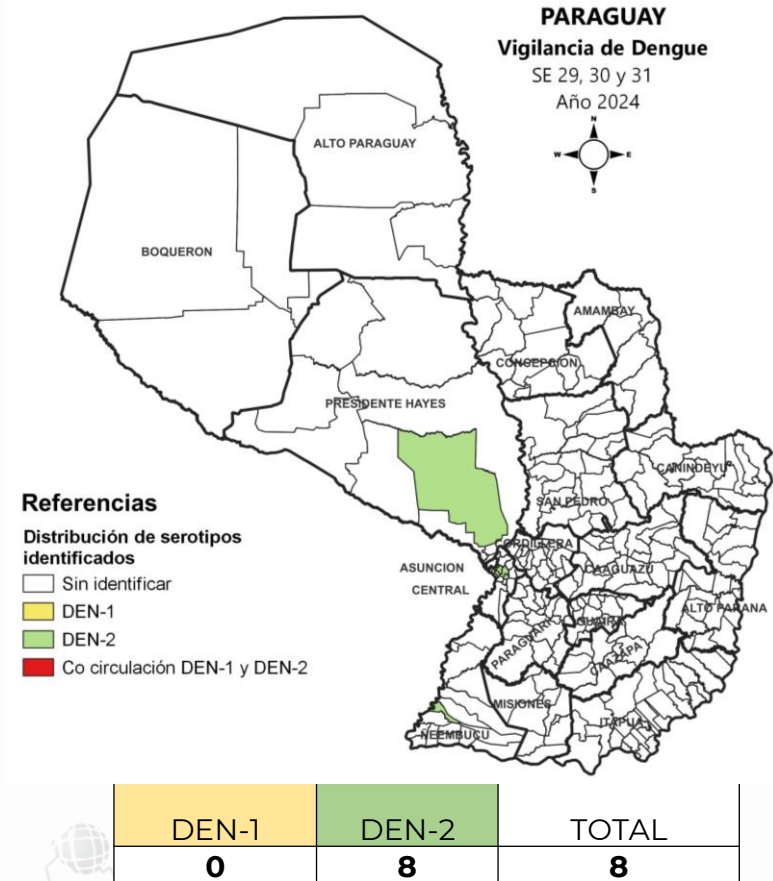 PARAGUAY
Vigilancia de Dengue
SE 29, 30 y 31
Año 2024
N
W E
S
ALTO PARAGUAY
BOQUERON
AMAMBAY
CONCEPCION
PRESIDENTE HAYES
CANINDEYU
SAN PEDRO
CORDILLERA
ASUNCION
CAAGUAZU
CENTRAL
ALTO PARANA
GUAIRA
PARAGUARI
CAAZAPA
MISIONES
ITAPUA
ÑEEMBUCU
Referencias
Distribución de serotipos
identificados
Sin identificar
DEN-1
DEN-2
Co circulación DEN-1 y DEN-2
DEN-1 DEN-2 TOTAL
0 8 8